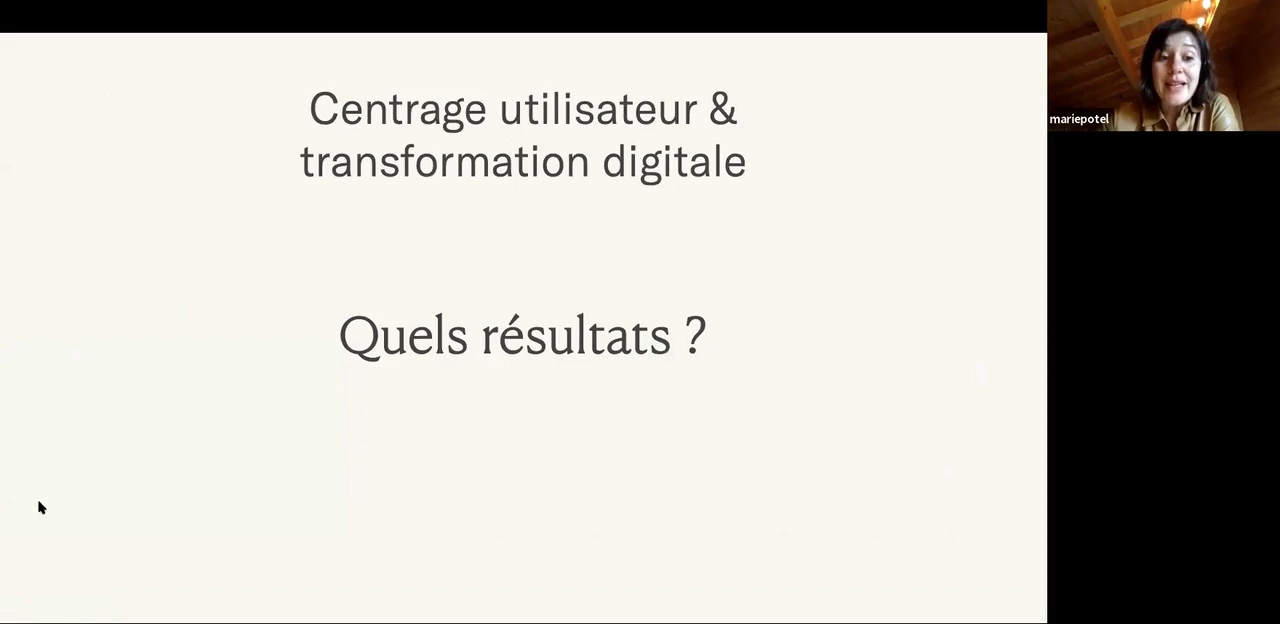 Centrage utilisateur &
transformation digitale
Quels résultats ?
mariepotel